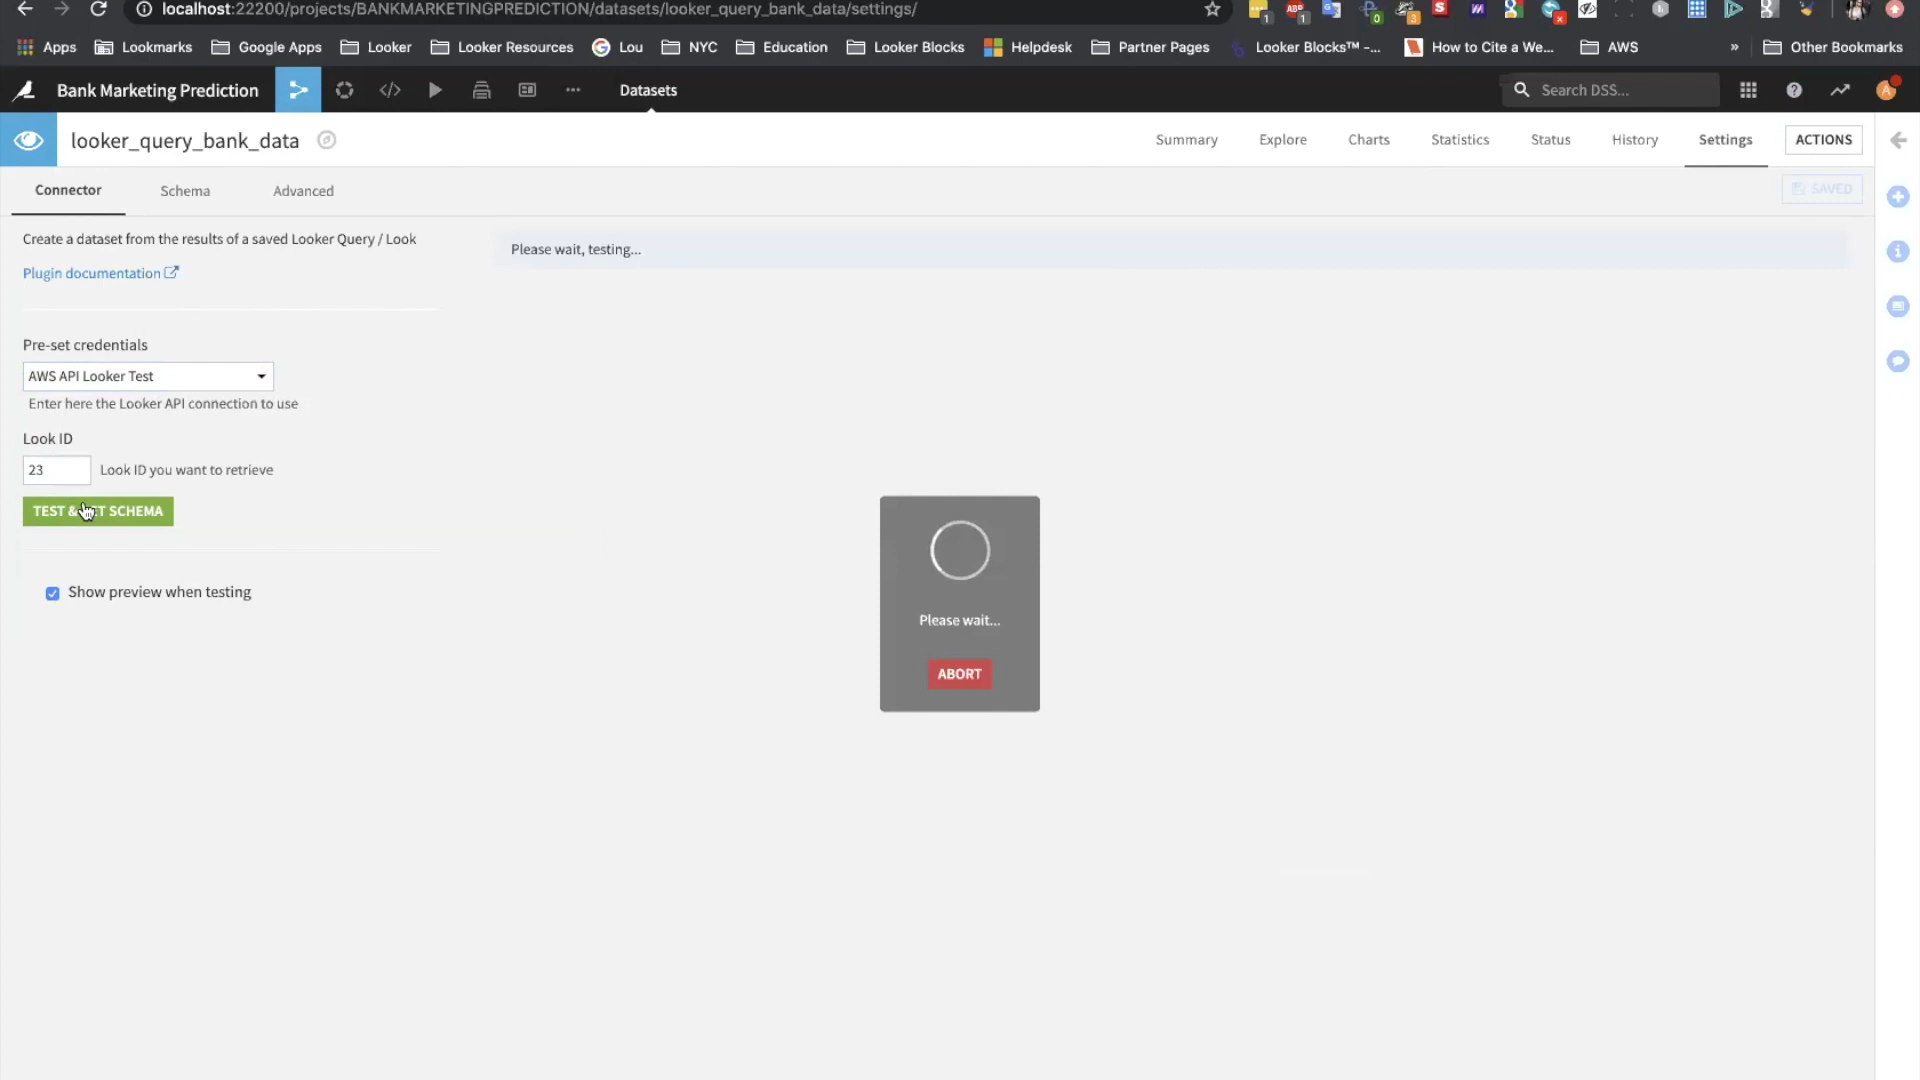 localhost:22200/projects/BANKMARKETINGPREDICTION/datasets/looker_query_bank_data/settings/
Apps Lookmarks Google Apps Looker Looker Resources Lou NYC Education Looker Blocks Helpdesk Partner Pages Looker Blocks™ –... How to Cite a We... AWS » Other Bookmarks
Bank Marketing Prediction </> ... Datasets Search DSS...
looker_query_bank_data Summary Explore Charts Statistics Status History Settings ACTIONS
Connector Schema Advanced SAVED
Create a dataset from the results of a saved Looker Query / Look
Please wait, testing...
Plugin documentation
Pre-set credentials
AWS API Looker Test
Enter here the Looker API connection to use
Look ID
23 Look ID you want to retrieve
TEST & SCHEMA
Show preview when testing
Please wait...
ABORT